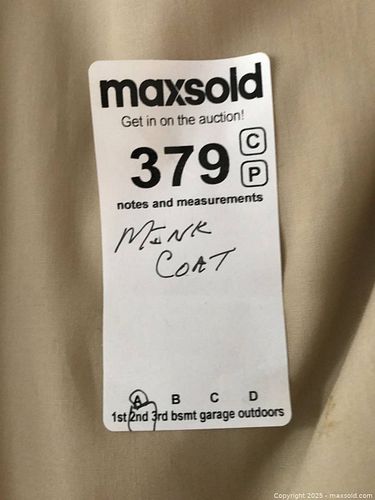 maxsold
Get in on the auction!
379 C
P
notes and measurements
MINK
COAT
A B C D
1st 2nd 3rd bsmt garage outdoors
Copyright 2025 - maxsold.com